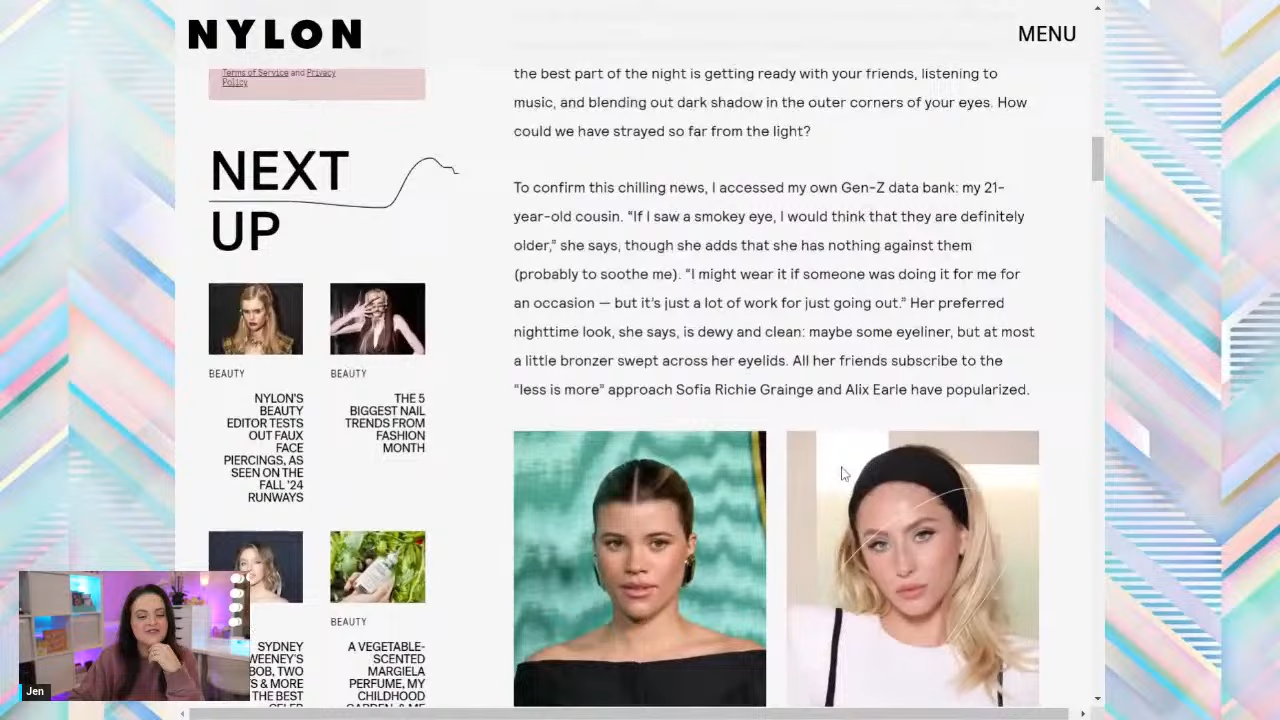 NYLON
MENU
Terms of Service and Privacy
Policy
NEXT
UP
BEAUTY
NYLON'S
BEAUTY
EDITOR TESTS
OUT FAUX
FACE
PIERCINGS, AS
SEEN ON THE
FALL '24
RUNWAYS
BEAUTY
THE 5
BIGGEST NAIL
TRENDS FROM
FASHION
MONTH
SYDNEY
WEENEY'S
BOB, TWO
S & MORE
THE BEST
BEAUTY
A VEGETABLE-
SCENTED
MARGIELA
PERFUME, MY
CHILDHOOD
the best part of the night is getting ready with your friends, listening to
music, and blending out dark shadow in the outer corners of your eyes. How
could we have strayed so far from the light?
To confirm this chilling news, I accessed my own Gen-Z data bank: my 21-
year-old cousin. “If I saw a smokey eye, I would think that they are definitely
older,” she says, though she adds that she has nothing against them
(probably to soothe me). “I might wear it if someone was doing it for me for
an occasion — but it’s just a lot of work for just going out.” Her preferred
nighttime look, she says, is dewy and clean: maybe some eyeliner, but at most
a little bronzer swept across her eyelids. All her friends subscribe to the
“less is more” approach Sofia Richie Grainge and Alix Earle have popularized.
Jen